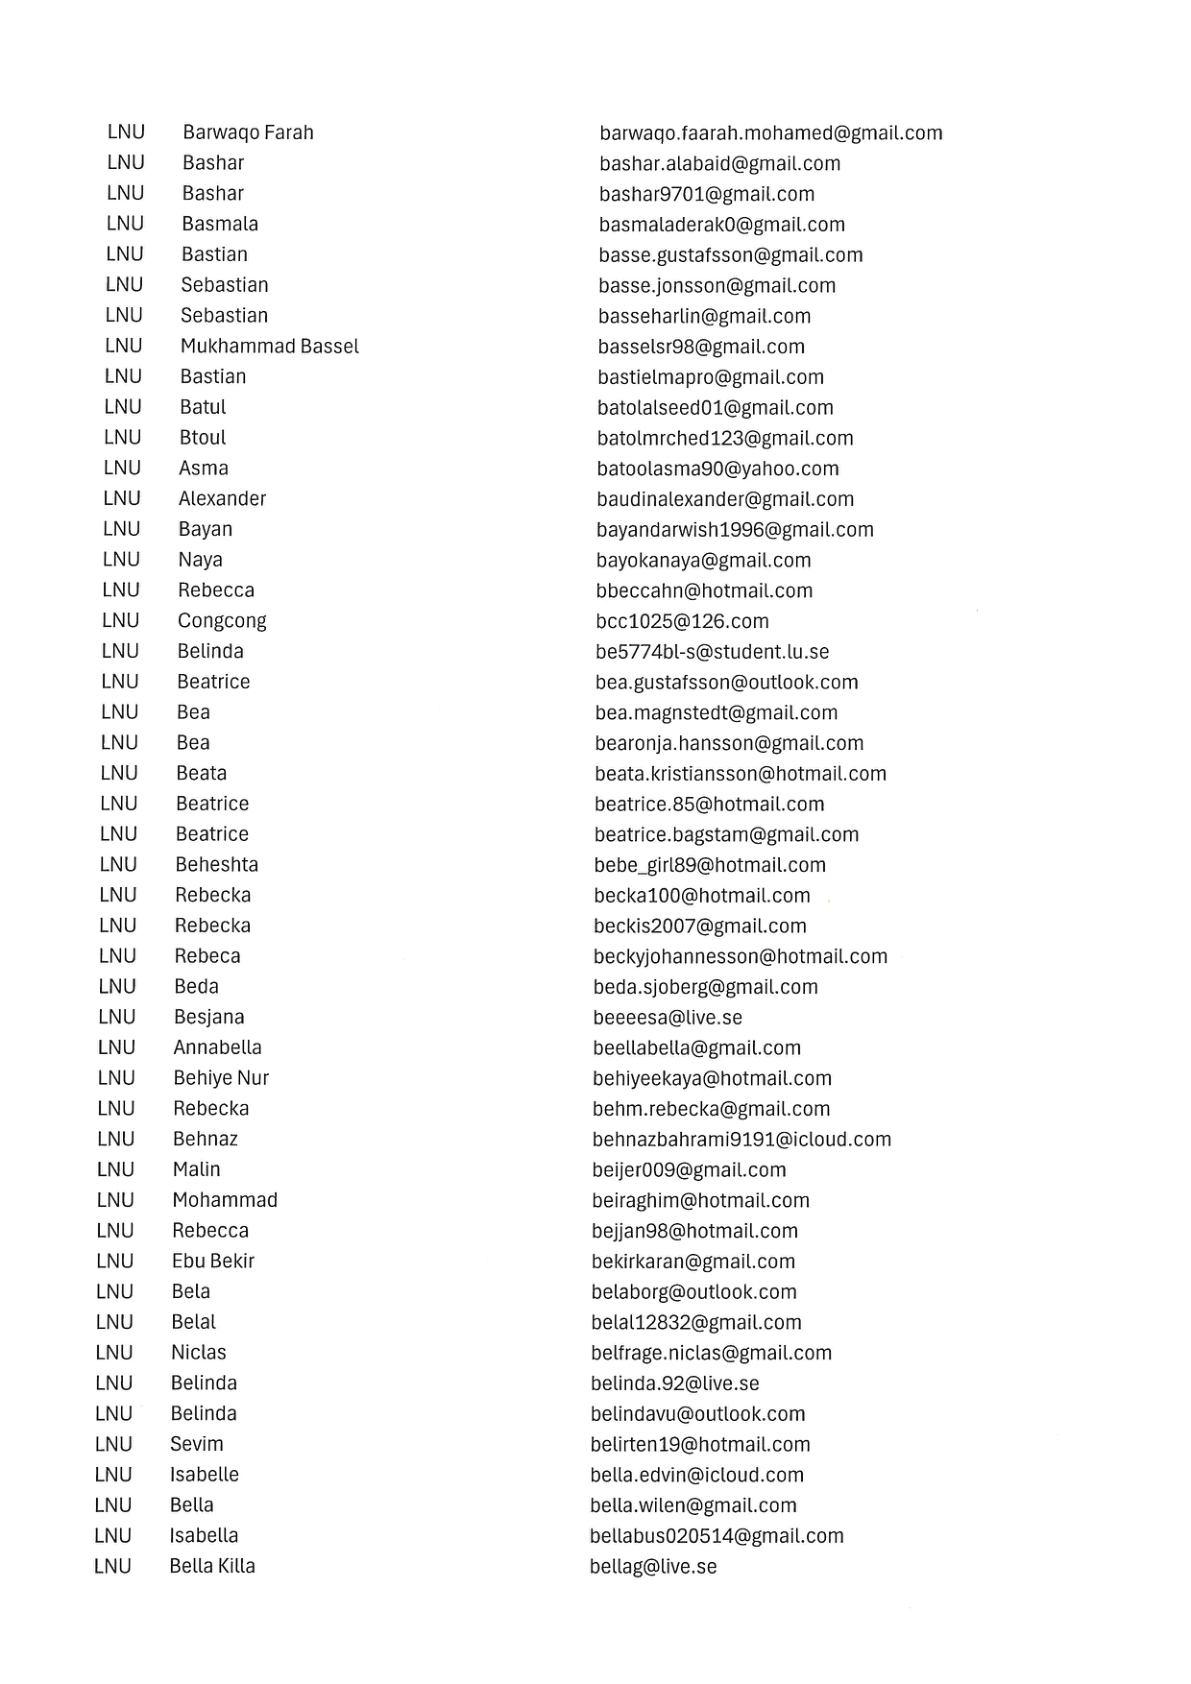 LNU Barwaqo Farah barwaqo.faarah.mohamed@gmail.com
LNU Bashar bashar.alabaid@gmail.com
LNU Bashar bashar9701@gmail.com
LNU Basmala basmaladerak0@gmail.com
LNU Bastian basse.gustafsson@gmail.com
LNU Sebastian basse.jonsson@gmail.com
LNU Sebastian basseharlin@gmail.com
LNU Mukhammad Bassel basselsr98@gmail.com
LNU Bastian bastielmapro@gmail.com
LNU Batul batolalseed01@gmail.com
LNU Btoul batolmrched123@gmail.com
LNU Asma batoolasma90@yahoo.com
LNU Alexander baudinalexander@gmail.com
LNU Bayan bayandarwish1996@gmail.com
LNU Naya bayokanaya@gmail.com
LNU Rebecca bbeccahn@hotmail.com
LNU Congcong bcc1025@126.com
LNU Belinda be5774bl-s@student.lu.se
LNU Beatrice bea.gustafsson@outlook.com
LNU Bea bea.magnstedt@gmail.com
LNU Bea bearonja.hansson@gmail.com
LNU Beata beata.kristiansson@hotmail.com
LNU Beatrice beatrice.85@hotmail.com
LNU Beatrice beatrice.bagstam@gmail.com
LNU Beheshta bebe_girl89@hotmail.com
LNU Rebecka becka100@hotmail.com
LNU Rebecka beckis2007@gmail.com
LNU Rebeca beckyjohannesson@hotmail.com
LNU Beda beda.sjoberg@gmail.com
LNU Besjana beeeesa@live.se
LNU Annabella beellabella@gmail.com
LNU Behiye Nur behiyeekaya@hotmail.com
LNU Rebecka behm.rebecka@gmail.com
LNU Behnaz behnazbahrami9191@icloud.com
LNU Malin beijer009@gmail.com
LNU Mohammad beiraghim@hotmail.com
LNU Rebecca bejjan98@hotmail.com
LNU Ebu Bekir bekirkaran@gmail.com
LNU Bela belaborg@outlook.com
LNU Belal belal12832@gmail.com
LNU Niclas belfrage.niclas@gmail.com
LNU Belinda belinda.92@live.se
LNU Belinda belindavu@outlook.com
LNU Sevim belirten19@hotmail.com
LNU Isabelle bella.edvin@icloud.com
LNU Bella bella.wilen@gmail.com
LNU Isabella bellabus020514@gmail.com
LNU Bella Killa bellag@live.se